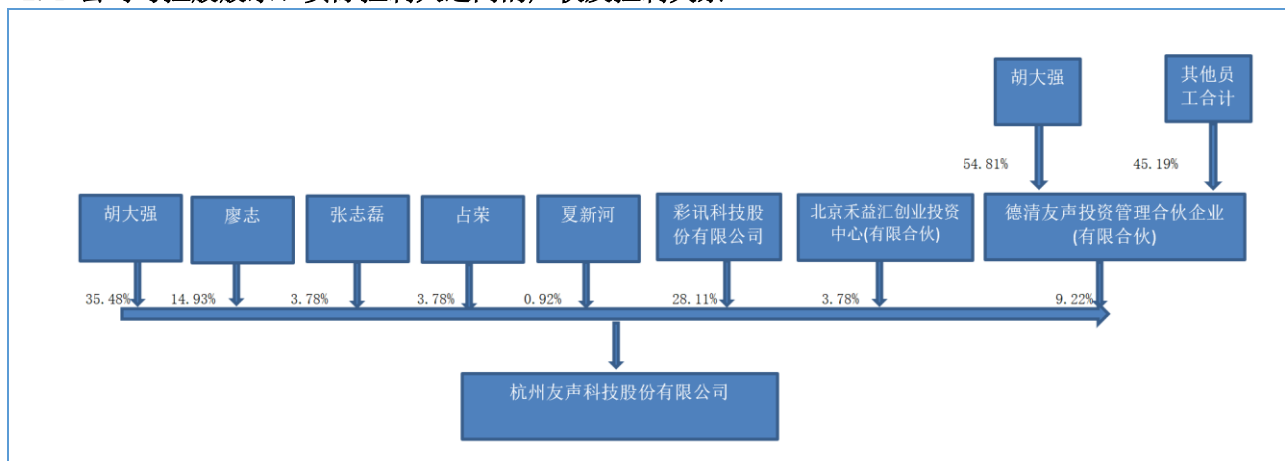 胡大强
其他员
工合计
54.81%
45.19%
胡大强
廖志
张志磊
占荣
夏新河
彩讯科技股
份有限公司
北京禾益汇创业投资
中心(有限合伙)
德清友声投资管理合伙企业
(有限合伙)
35.48%
14.93%
3.78%
3.78%
0.92%
28.11%
3.78%
9.22%
杭州友声科技股份有限公司